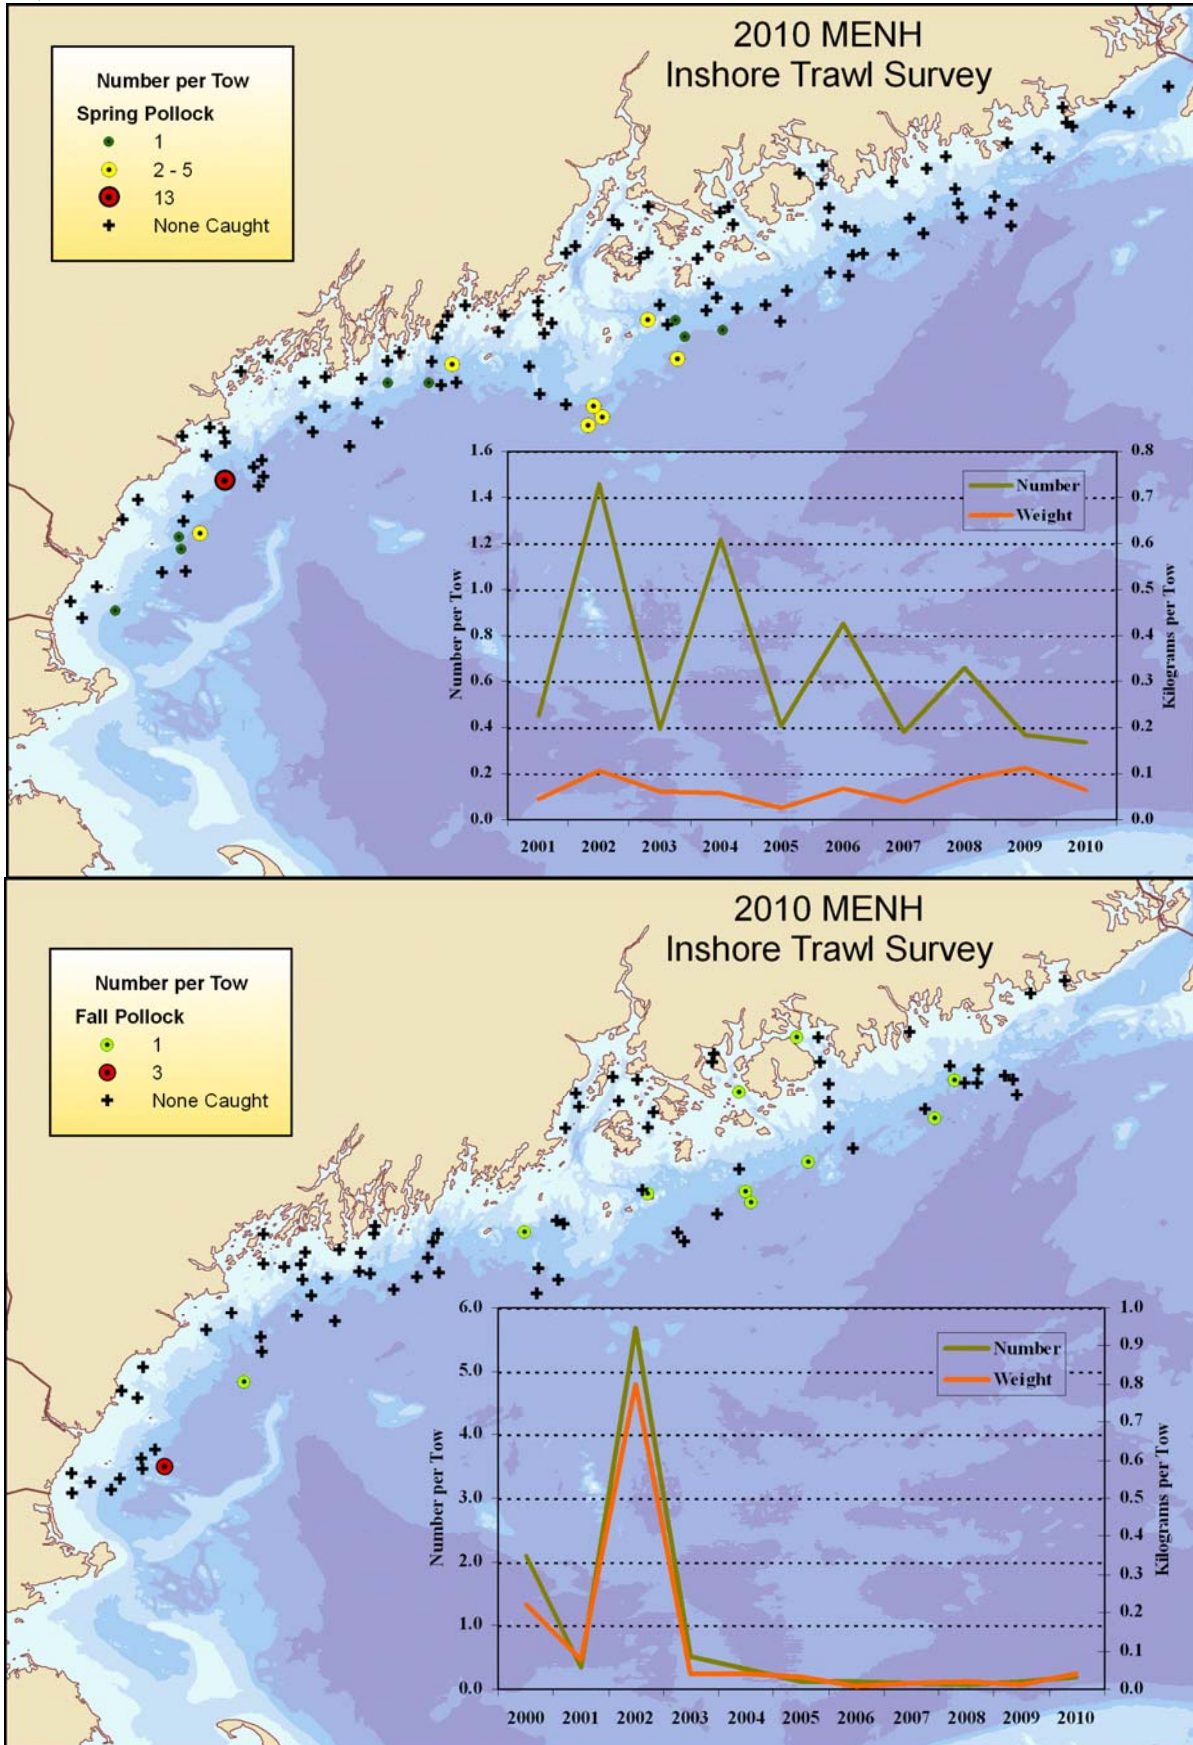 2010 MENH
Inshore Trawl Survey
Number per Tow
Spring Pollock
1
2 - 5
13
None Caught
1.6
1.4
1.2
1.0
0.8
0.6
0.4
0.2
0.0
Number per Tow
Number
Weight
0.8
0.7
0.6
0.5
0.4
0.3
0.2
0.1
0.0
Kilograms per Tow
2001 2002 2003 2004 2005 2006 2007 2008 2009 2010
2010 MENH
Inshore Trawl Survey
Number per Tow
Fall Pollock
1
3
None Caught
6.0
5.0
4.0
3.0
2.0
1.0
0.0
Number per Tow
Number
Weight
1.0
0.9
0.8
0.7
0.6
0.5
0.4
0.3
0.2
0.1
0.0
Kilograms per Tow
2000 2001 2002 2003 2004 2005 2006 2007 2008 2009 2010